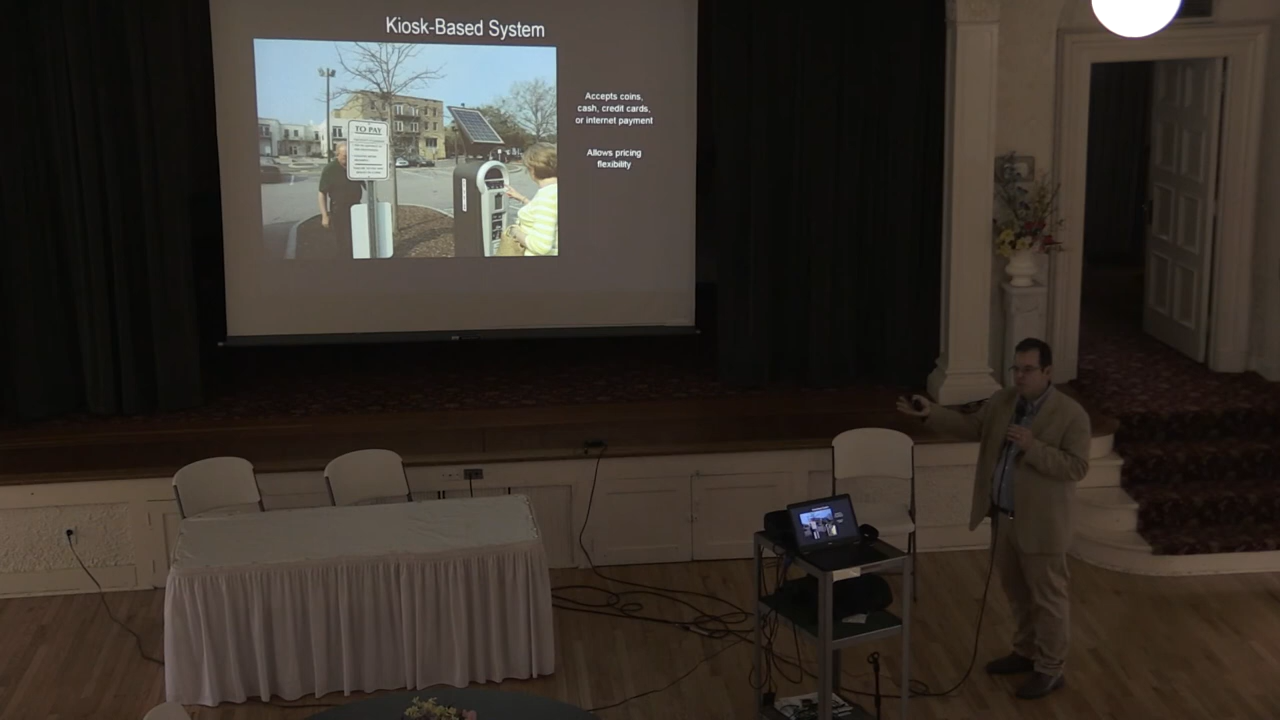 Kiosk-Based System
TO PAY
Accepts coins,
cash, credit cards,
or internet payment
Allows pricing
flexibility